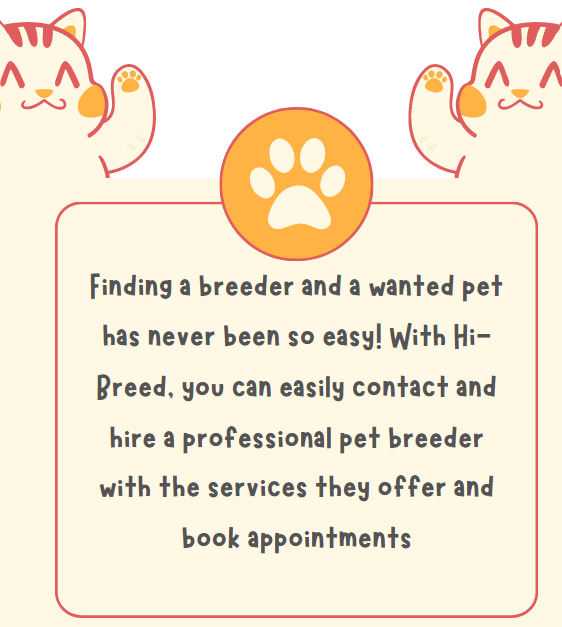 Finding a breeder and a wanted pet
has never been so easy! With Hi-
Breed, you can easily contact and
hire a professional pet breeder
with the services they offer and
book appointments